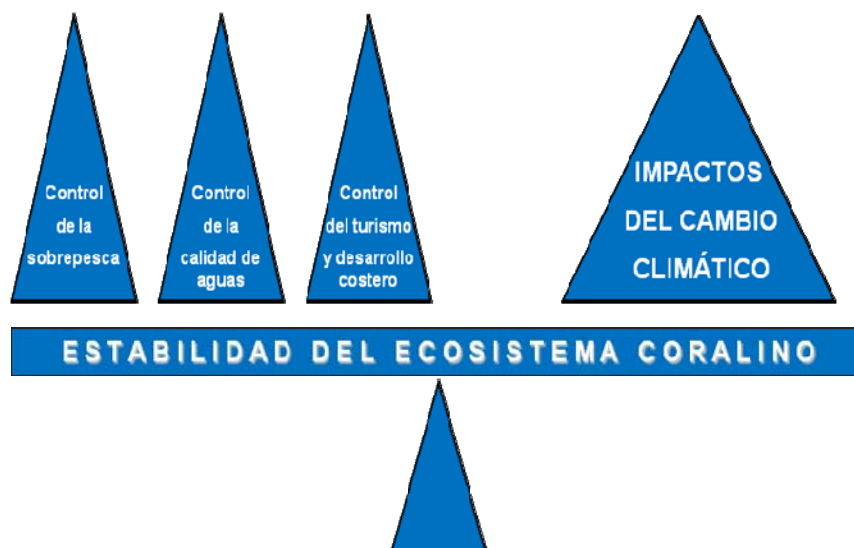 Control
de la
sobrepesca
Control
de la
calidad de
aguas
Control
del turismo
y desarrollo
costero
IMPACTOS
DEL CAMBIO
CLIMÁTICO
ESTABILIDAD DEL ECOSISTEMA CORALINO